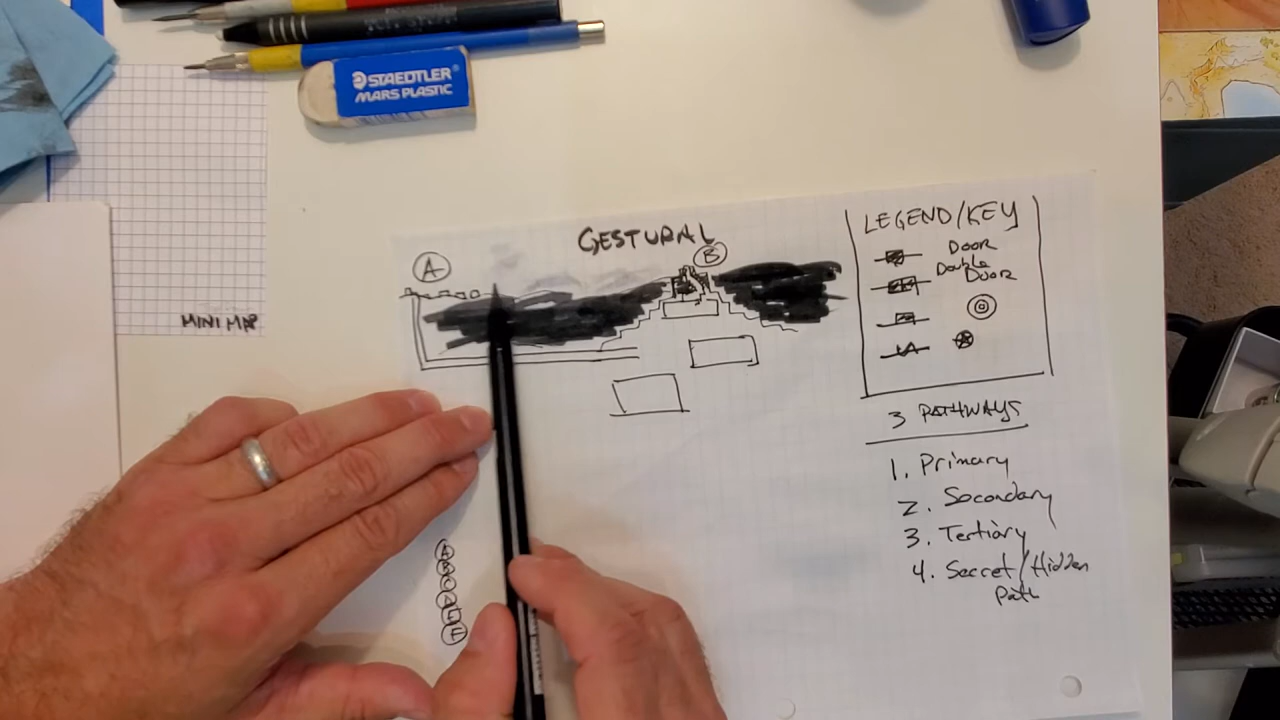 STAEDTLER
MARS PLASTIC
MINI MAP
GESTURAL
A
B
LEGEND/KEY
DOOR
Double
DOOR
3 PATHWAYS
1. Primary
2. Socondary
3. Tertiary
4. Secret/Hidden
Path
A
B
C
A
E
F